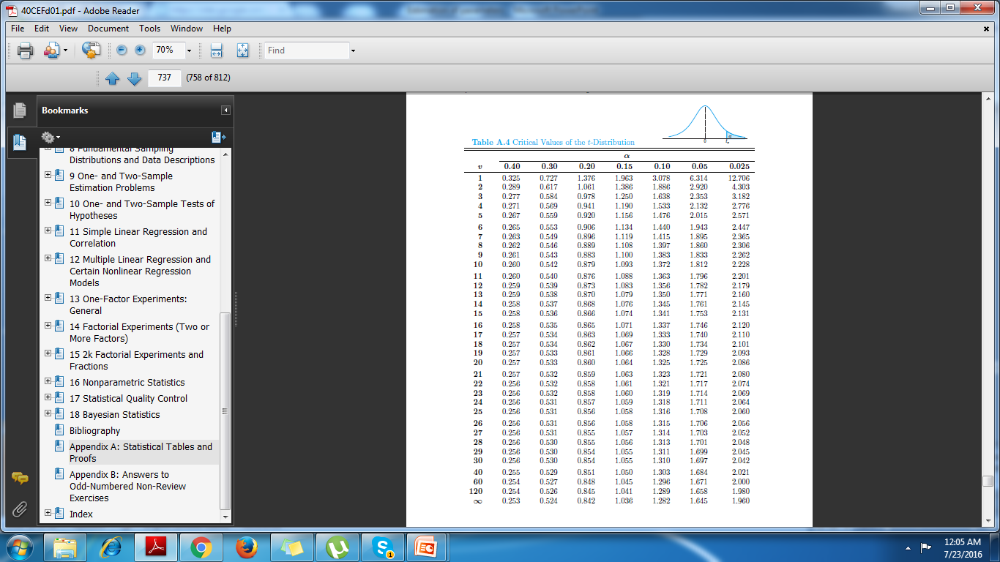 40CEFd01.pdf - Adobe Reader
File Edit View Document Tools Window Help
70% Find
737 (758 of 812)
Bookmarks
8 Fundamental Sampling
Distributions and Data Descriptions
9 One- and Two-Sample
Estimation Problems
10 One- and Two-Sample Tests of
Hypotheses
11 Simple Linear Regression and
Correlation
12 Multiple Linear Regression and
Certain Nonlinear Regression
Models
13 One-Factor Experiments:
General
14 Factorial Experiments (Two or
More Factors)
15 2k Factorial Experiments and
Fractions
16 Nonparametric Statistics
17 Statistical Quality Control
18 Bayesian Statistics
Bibliography
Appendix A: Statistical Tables and
Proofs
Appendix B: Answers to
Odd-Numbered Non-Review
Exercises
Index
Table A.4 Critical Values of the t-Distribution
0 tα
α
α
v 0.40 0.30 0.20 0.15 0.10 0.05 0.025
1 0.325 0.727 1.376 1.963 3.078 6.314 12.706
2 0.289 0.617 1.061 1.386 1.886 2.920 4.303
3 0.277 0.584 0.978 1.250 1.638 2.353 3.182
4 0.271 0.569 0.941 1.190 1.533 2.132 2.776
5 0.267 0.559 0.920 1.156 1.476 2.015 2.571
6 0.265 0.553 0.906 1.134 1.440 1.943 2.447
7 0.263 0.549 0.896 1.119 1.415 1.895 2.365
8 0.262 0.546 0.889 1.108 1.397 1.860 2.306
9 0.261 0.543 0.883 1.100 1.383 1.833 2.262
10 0.260 0.542 0.879 1.093 1.372 1.812 2.228
11 0.260 0.540 0.876 1.088 1.363 1.796 2.201
12 0.259 0.539 0.873 1.083 1.356 1.782 2.179
13 0.259 0.538 0.870 1.079 1.350 1.771 2.160
14 0.258 0.537 0.868 1.076 1.345 1.761 2.145
15 0.258 0.536 0.866 1.074 1.341 1.753 2.131
16 0.258 0.535 0.865 1.071 1.337 1.746 2.120
17 0.257 0.534 0.863 1.069 1.333 1.740 2.110
18 0.257 0.534 0.862 1.067 1.330 1.734 2.101
19 0.257 0.533 0.861 1.066 1.328 1.729 2.093
20 0.257 0.533 0.860 1.064 1.325 1.725 2.086
21 0.257 0.532 0.859 1.063 1.323 1.721 2.080
22 0.256 0.532 0.858 1.061 1.321 1.717 2.074
23 0.256 0.532 0.858 1.060 1.319 1.714 2.069
24 0.256 0.531 0.857 1.059 1.318 1.711 2.064
25 0.256 0.531 0.856 1.058 1.316 1.708 2.060
26 0.256 0.531 0.856 1.058 1.315 1.706 2.056
27 0.256 0.531 0.855 1.057 1.314 1.703 2.052
28 0.256 0.530 0.855 1.056 1.313 1.701 2.048
29 0.256 0.530 0.854 1.055 1.311 1.699 2.045
30 0.256 0.530 0.854 1.055 1.310 1.697 2.042
40 0.255 0.529 0.851 1.050 1.303 1.684 2.021
60 0.254 0.527 0.848 1.045 1.296 1.671 2.000
120 0.254 0.526 0.845 1.041 1.289 1.658 1.980
∞ 0.253 0.524 0.842 1.036 1.282 1.645 1.960
12:05 AM
7/23/2016